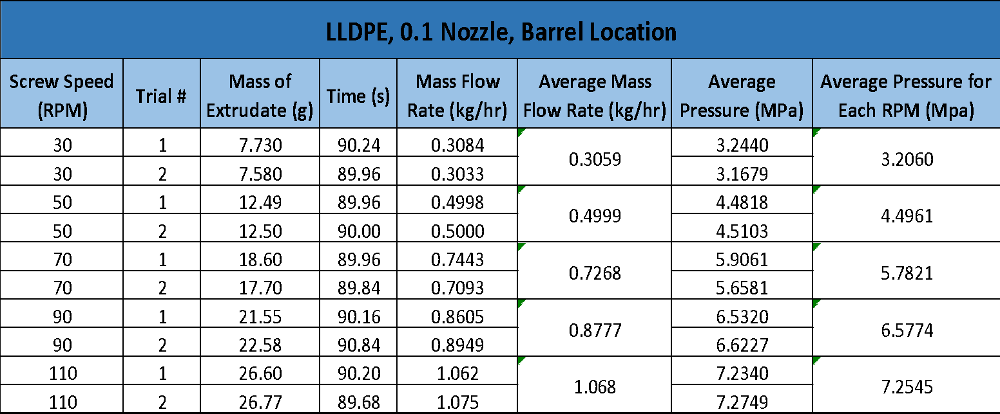 LLDPE, 0.1 Nozzle, Barrel Location
Screw Speed (RPM) Trial # Mass of Extrudate (g) Time (s) Mass Flow Rate (kg/hr) Average Mass Flow Rate (kg/hr) Average Pressure (MPa) Average Pressure for Each RPM (Mpa)
30 1 7.730 90.24 0.3084 0.3059 3.2440 3.2060
30 2 7.580 89.96 0.3033 3.1679
50 1 12.49 89.96 0.4998 0.4999 4.4818 4.4961
50 2 12.50 90.00 0.5000 4.5103
70 1 18.60 89.96 0.7443 0.7268 5.9061 5.7821
70 2 17.70 89.84 0.7093 5.6581
90 1 21.55 90.16 0.8605 0.8777 6.5320 6.5774
90 2 22.58 90.84 0.8949 6.6227
110 1 26.60 90.20 1.062 1.068 7.2340 7.2545
110 2 26.77 89.68 1.075 7.2749